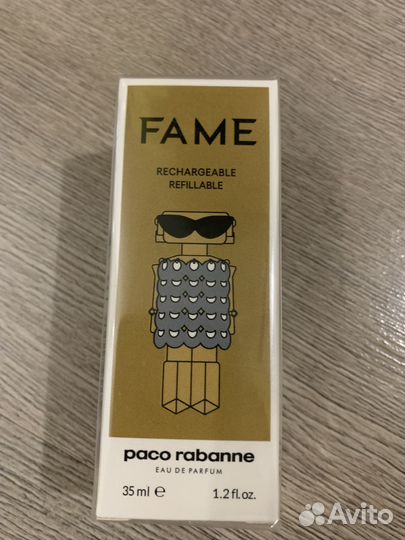 FAME
RECHARGEABLE
REFILLABLE
paco rabanne
EAU DE PARFUM
35 ml ℮ 1.2 fl.oz.
Avito